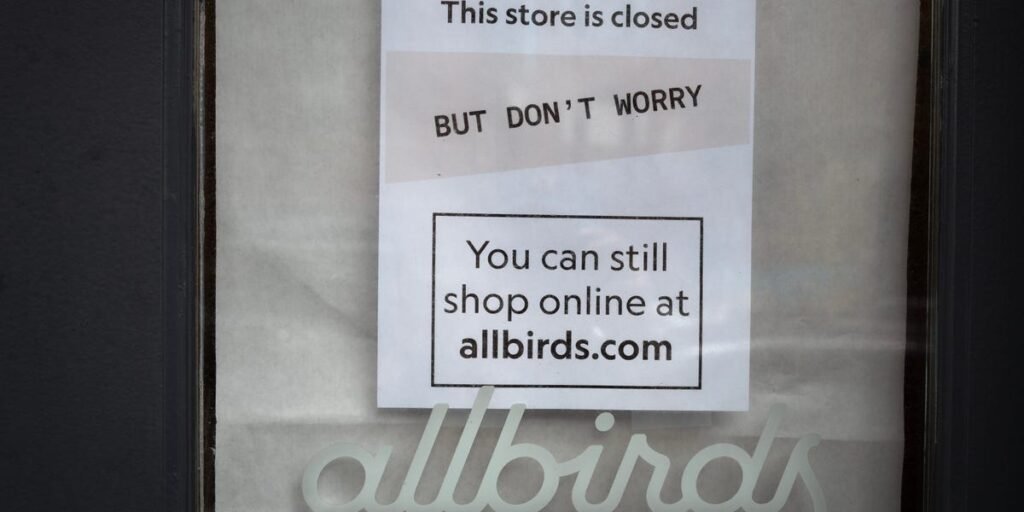 This store is closed
BUT DON'T WORRY
You can still
shop online at
allbirds.com
allbirds